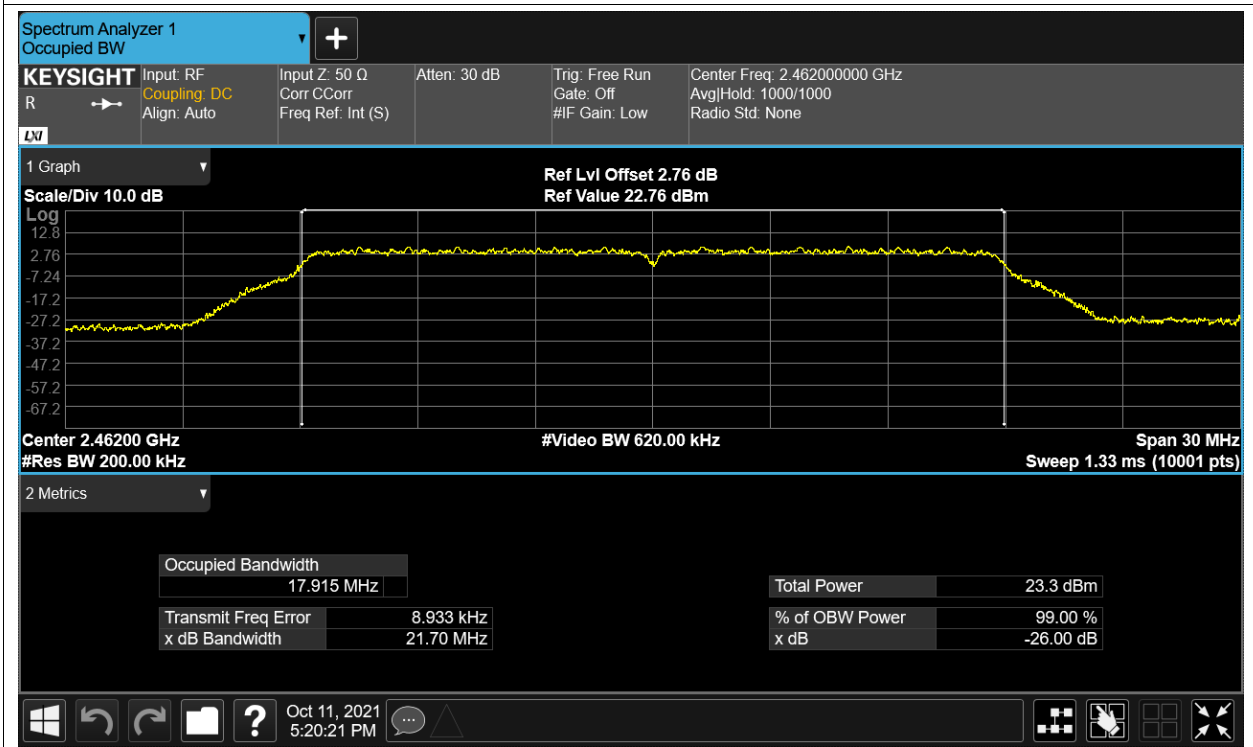 Spectrum Analyzer 1
Occupied BW
KEYSIGHT
R
LXI
Input: RF
Coupling: DC
Align: Auto
Input Z: 50 Ω
Corr CCorr
Freq Ref: Int (S)
Atten: 30 dB
Trig: Free Run
Gate: Off
#IF Gain: Low
Center Freq: 2.462000000 GHz
Avg|Hold: 1000/1000
Radio Std: None
1 Graph
Scale/Div 10.0 dB
Ref Lvl Offset 2.76 dB
Ref Value 22.76 dBm
Log
12.8
2.76
-7.24
-17.2
-27.2
-37.2
-47.2
-57.2
-67.2
Center 2.46200 GHz
#Video BW 620.00 kHz
Span 30 MHz
#Res BW 200.00 kHz
Sweep 1.33 ms (10001 pts)
2 Metrics
Occupied Bandwidth
17.915 MHz
Total Power 23.3 dBm
Transmit Freq Error 8.933 kHz
% of OBW Power 99.00 %
x dB Bandwidth 21.70 MHz
x dB -26.00 dB
?
Oct 11, 2021
5:20:21 PM